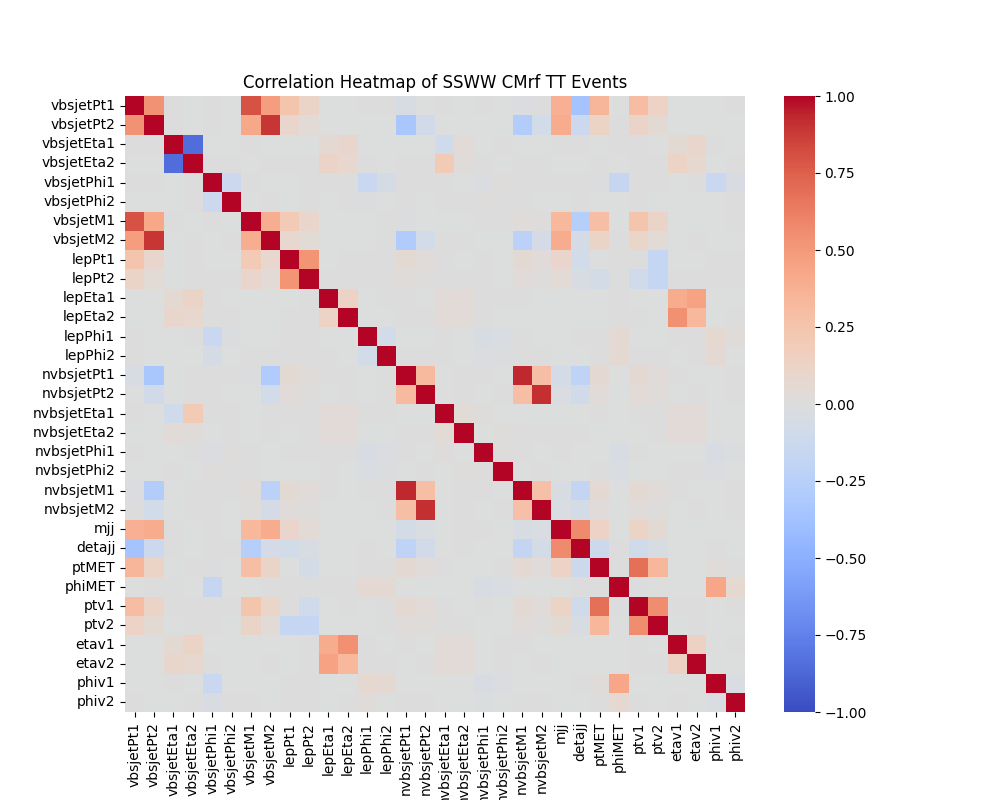 Correlation Heatmap of SSWW CMrf TT Events
vbsjetPt1
vbsjetPt2
vbsjetEta1
vbsjetEta2
vbsjetPhi1
vbsjetPhi2
vbsjetM1
vbsjetM2
lepPt1
lepPt2
lepEta1
lepEta2
lepPhi1
lepPhi2
nvbsjetPt1
nvbsjetPt2
nvbsjetEta1
nvbsjetEta2
nvbsjetPhi1
nvbsjetPhi2
nvbsjetM1
nvbsjetM2
mjj
detajj
ptMET
phiMET
ptv1
ptv2
etav1
etav2
phiv1
phiv2
vbsjetPt1
vbsjetPt2
vbsjetEta1
vbsjetEta2
vbsjetPhi1
vbsjetPhi2
vbsjetM1
vbsjetM2
lepPt1
lepPt2
lepEta1
lepEta2
lepPhi1
lepPhi2
nvbsjetPt1
nvbsjetPt2
nvbsjetEta1
nvbsjetEta2
nvbsjetPhi1
nvbsjetPhi2
nvbsjetM1
nvbsjetM2
mjj
detajj
ptMET
phiMET
ptv1
ptv2
etav1
etav2
phiv1
phiv2
1.00
0.75
0.50
0.25
0.00
−0.25
−0.50
−0.75
−1.00